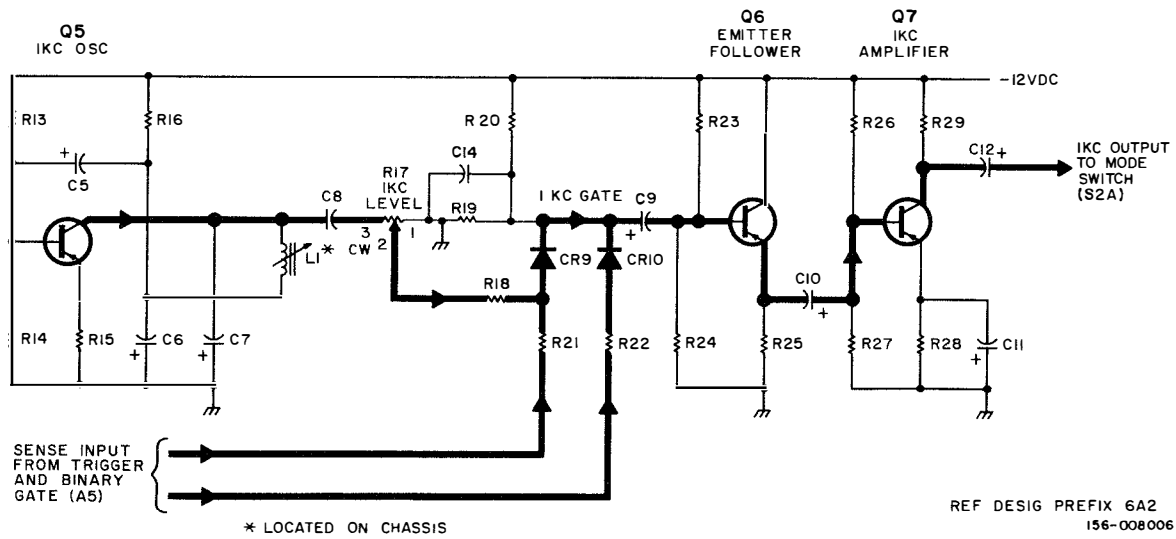 Q5
IKC OSC
Q6
EMITTER
FOLLOWER
Q7
IKC
AMPLIFIER
-12VDC
R13
R16
R20
R23
R26
R29
+
C5
C14
R17
IKC
LEVEL
C12 +
IKC OUTPUT
TO MODE
SWITCH
(S2A)
C8
R19
1 KC GATE
C9
+
3
CW
2
1
L1 *
CR9
CR10
R18
C10
+
R14
R15
C6
+
C7
+
R21
R22
R24
R25
R27
R28
C11
+
SENSE INPUT
FROM TRIGGER
AND BINARY
GATE (A5)
* LOCATED ON CHASSIS
REF DESIG PREFIX 6A2
156-008006